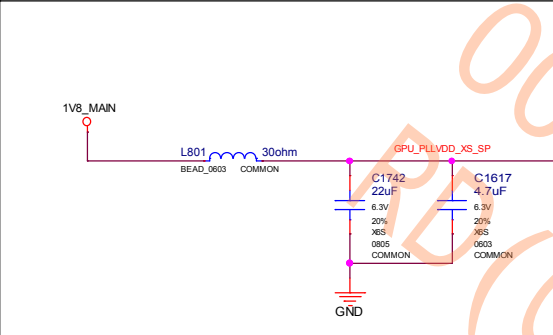 1V8_MAIN
L801 30ohm
BEAD_0603 COMMON
GPU_PLLVDD_XS_SP
C1742
22uF
6.3V
20%
X6S
0805
COMMON
C1617
4.7uF
6.3V
20%
X6S
0603
COMMON
GND